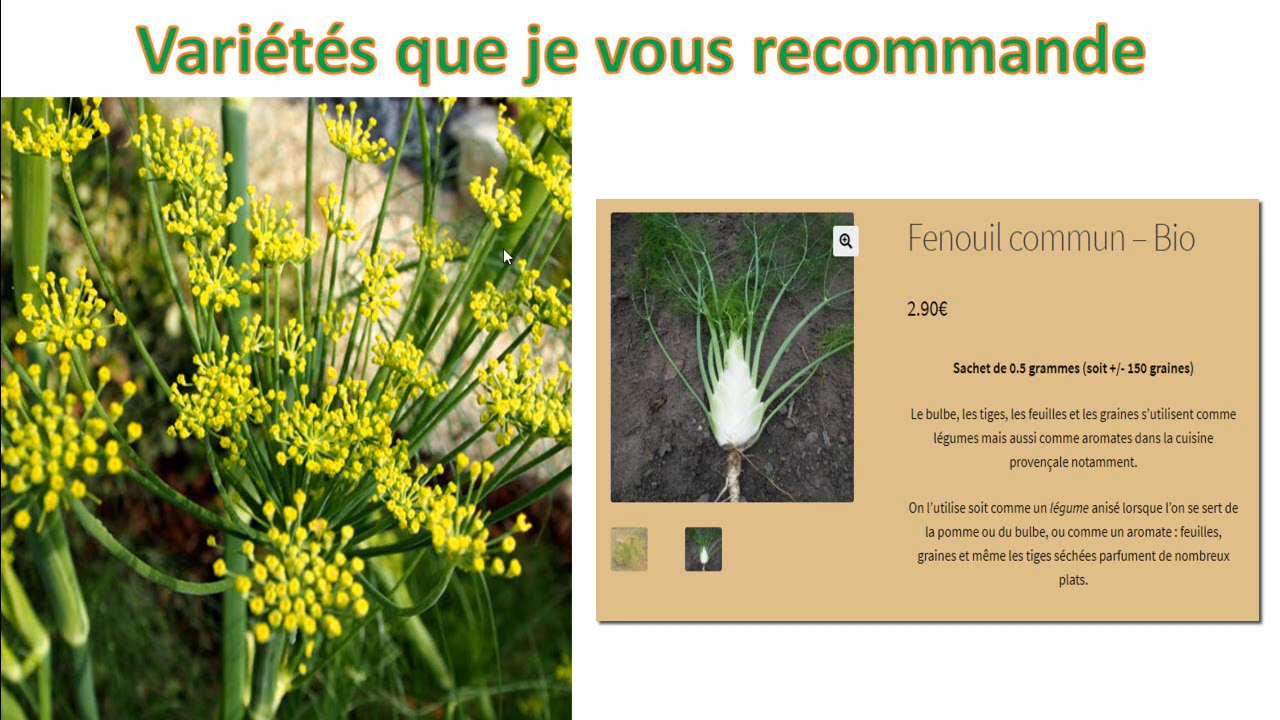 Variétés que je vous recommande
Fenouil commun – Bio
2.90€
Sachet de 0.5 grammes (soit +/- 150 graines)
Le bulbe, les tiges, les feuilles et les graines s’utilisent comme
légumes mais aussi comme aromates dans la cuisine
provençale notamment.
On l’utilise soit comme un légume anisé lorsque l’on se sert de
la pomme ou du bulbe, ou comme un aromate : feuilles,
graines et même les tiges séchées parfument de nombreux
plats.